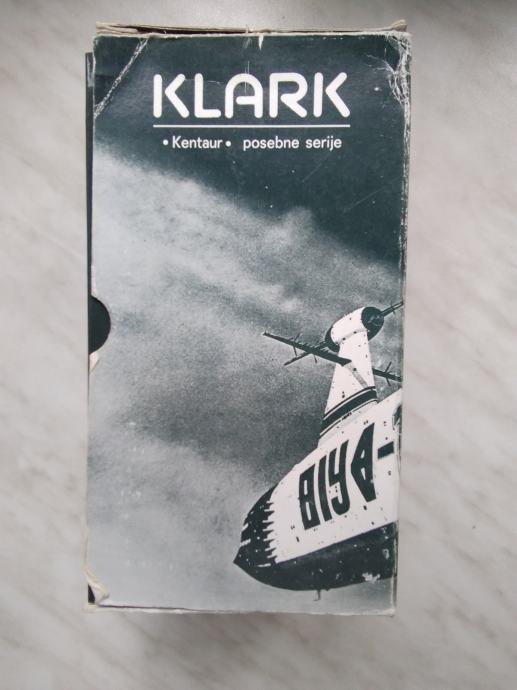 KLARK
• Kentaur • posebne serije